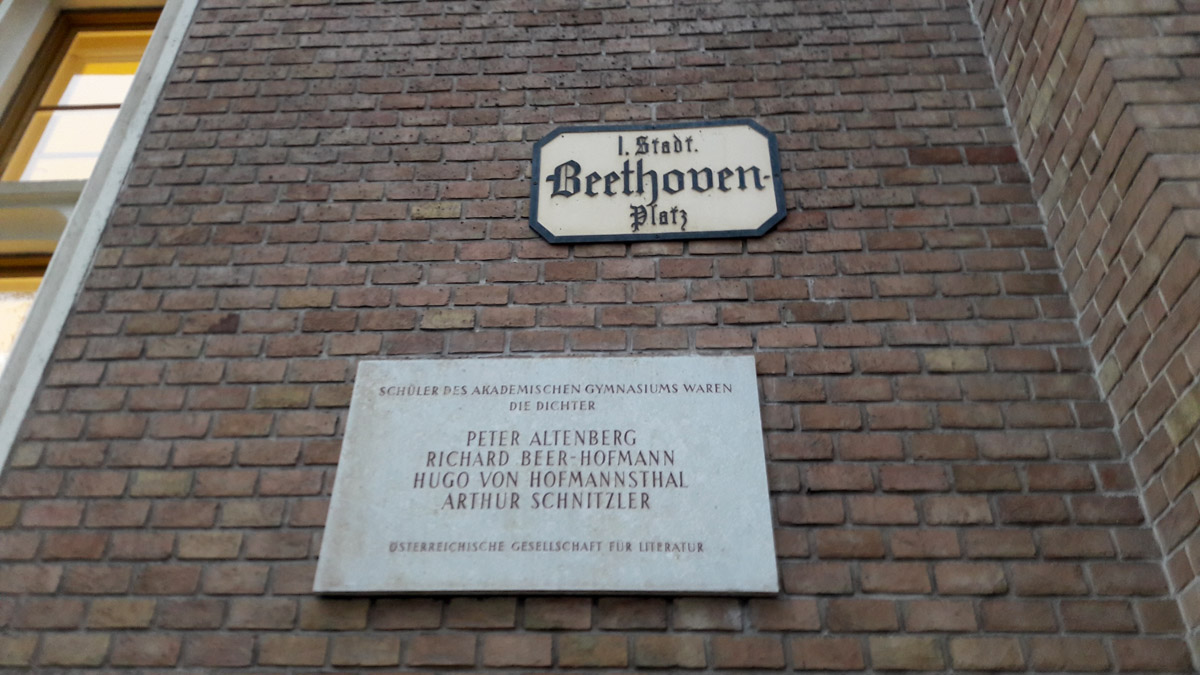 I. Stadt.
Beethoven-
Platz
SCHÜLER DES AKADEMISCHEN GYMNASIUMS WAREN
DIE DICHTER
PETER ALTENBERG
RICHARD BEER-HOFMANN
HUGO VON HOFMANNSTHAL
ARTHUR SCHNITZLER
ÖSTERREICHISCHE GESELLSCHAFT FÜR LITERATUR